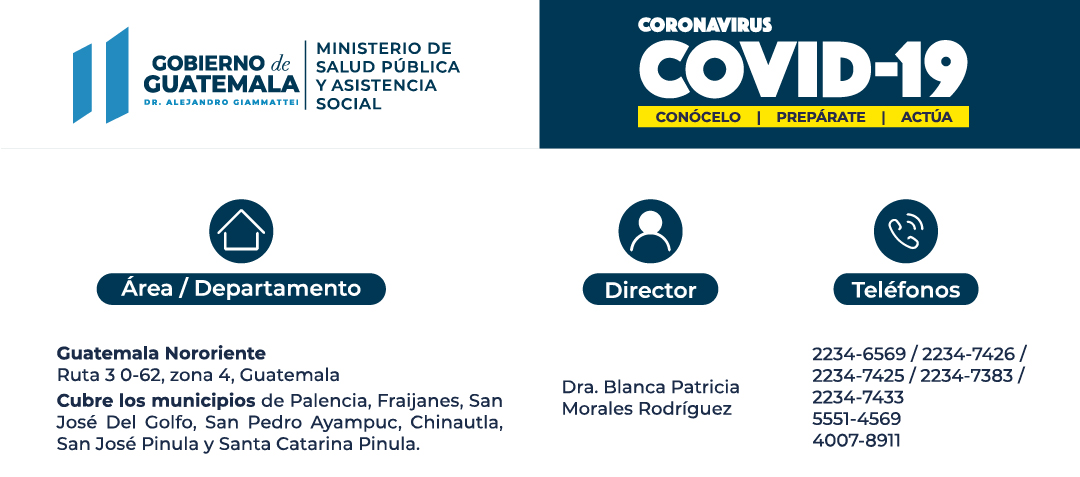 GOBIERNO de
GUATEMALA
DR. ALEJANDRO GIAMMATTEI
MINISTERIO DE
SALUD PÚBLICA
Y ASISTENCIA
SOCIAL
CORONAVIRUS
COVID-19
CONÓCELO | PREPÁRATE | ACTÚA
Área / Departamento
Director
Teléfonos
Guatemala Nororiente
Ruta 3 0-62, zona 4, Guatemala
Cubre los municipios de Palencia, Fraijanes, San
José Del Golfo, San Pedro Ayampuc, Chinautla,
San José Pinula y Santa Catarina Pinula.
Dra. Blanca Patricia
Morales Rodríguez
2234-6569 / 2234-7426 /
2234-7425 / 2234-7383 /
2234-7433
5551-4569
4007-8911